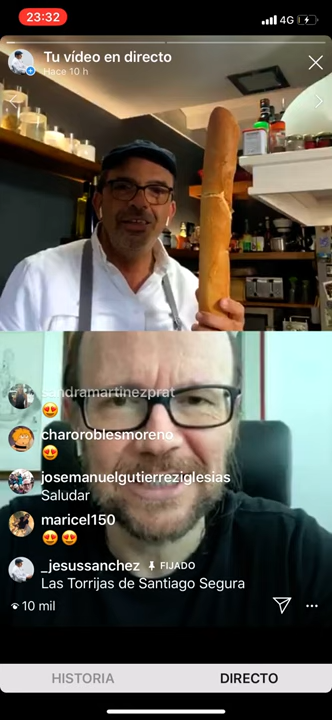 23:32
4G
Tu vídeo en directo
Hace 10 h
sandramartinezprat
😍
charoroblesmoreno
😍
josemanuelgutierreziglesias
Saludar
maricel150
😍 😍
_jesussanchez FIJADO
Las Torrijas de Santiago Segura
10 mil
HISTORIA DIRECTO